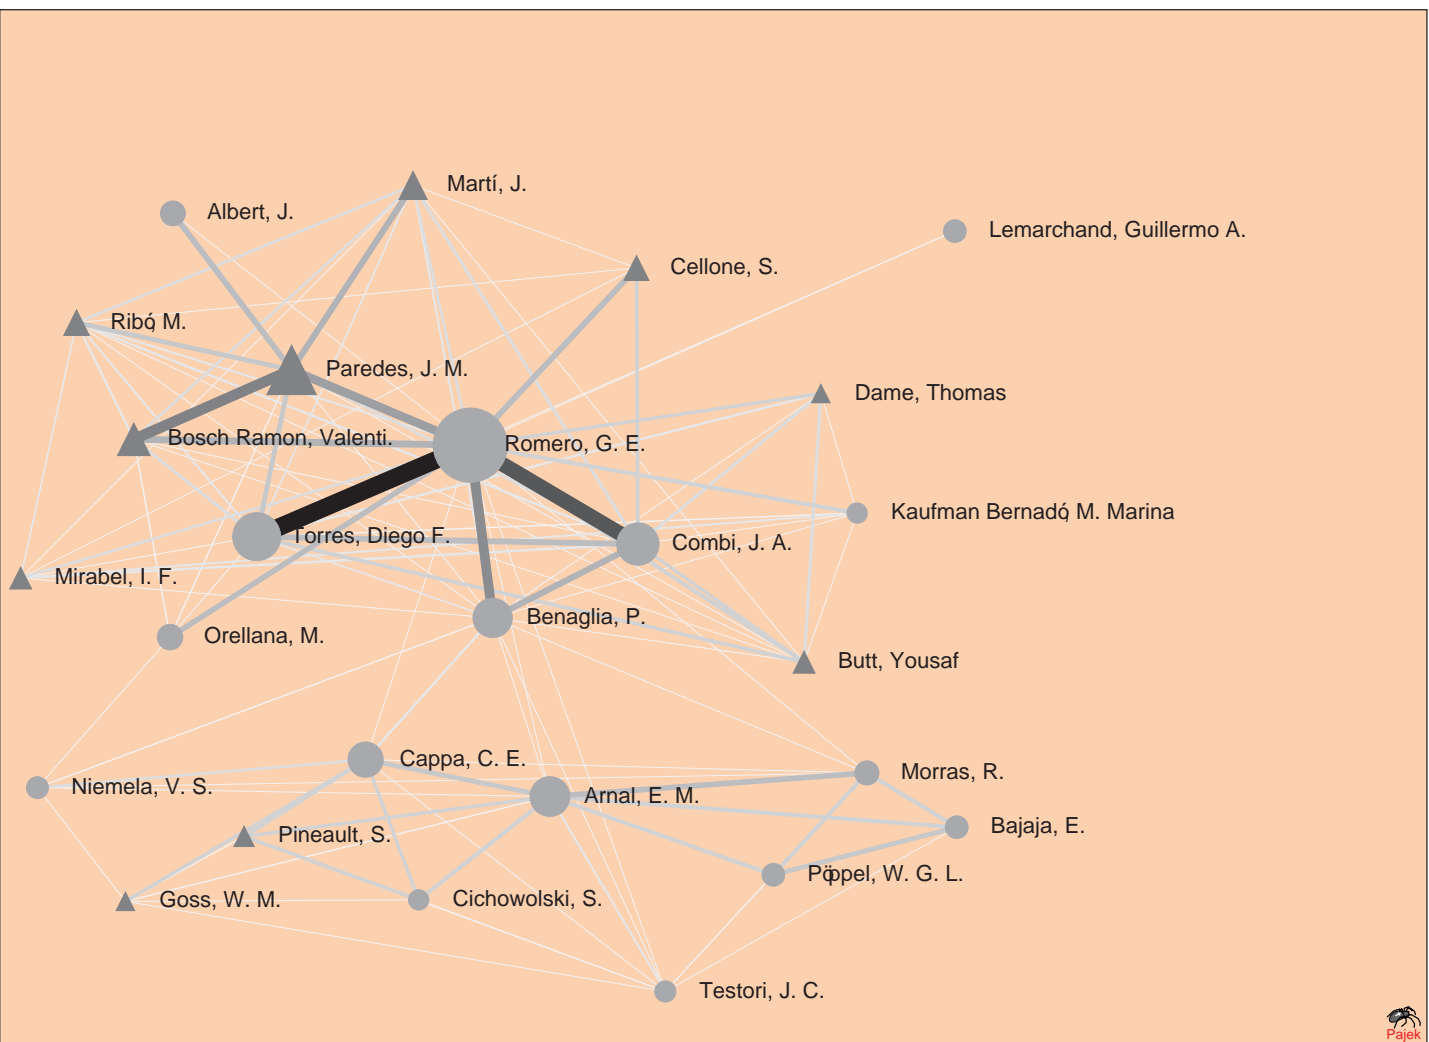 Martí, J.
Albert, J.
Lemarchand, Guillermo A.
Cellone, S.
Ribó, M.
Paredes, J. M.
Dame, Thomas
Bosch Ramon, Valenti.
Romero, G. E.
Kaufman Bernadó, M. Marina
Torres, Diego F.
Combi, J. A.
Mirabel, I. F.
Benaglia, P.
Orellana, M.
Butt, Yousaf
Cappa, C. E.
Morras, R.
Niemela, V. S.
Arnal, E. M.
Bajaja, E.
Pineault, S.
Pöppel, W. G. L.
Goss, W. M.
Cichowolski, S.
Testori, J. C.
Pajek